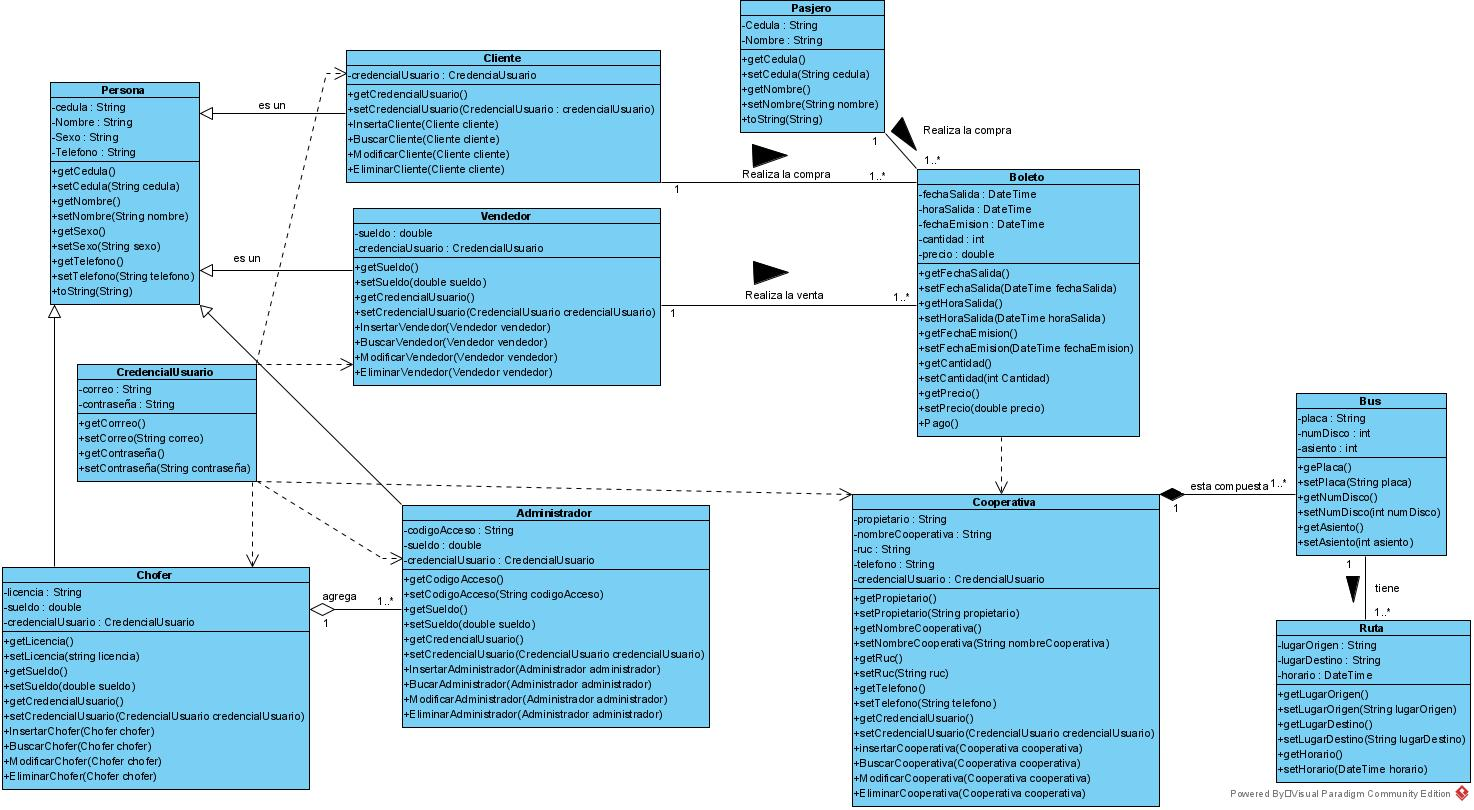 Pasjero
-Cedula : String
-Nombre : String
+getCedula()
+setCedula(String cedula)
+getNombre()
+setNombre(String nombre)
+toString(String)
Cliente
-credencialUsuario : CredenciaUsuario
+getCredencialUsuario()
+setCredencialUsuario(CredencialUsuario : credencialUsuario)
+InsertaCliente(Cliente cliente)
+BuscarCliente(Cliente cliente)
+ModificarCliente(Cliente cliente)
+EliminarCliente(Cliente cliente)
Persona
-cedula : String
-Nombre : String
-Sexo : String
-Telefono : String
+getCedula()
+setCedula(String cedula)
+getNombre()
+setNombre(String nombre)
+getSexo()
+setSexo(String sexo)
+getTelefono()
+setTelefono(String telefono)
+toString(String)
es un
es un
Realiza la compra
1
1..*
Realiza la compra
1
1..*
Vendedor
-sueldo : double
-credenciaUsuario : CredencialUsuario
+getSueldo()
+setSueldo(double sueldo)
+getCredencialUsuario()
+setCredencialUsuario(CredencialUsuario credencialUsuario)
+InsertarVendedor(Vendedor vendedor)
+BuscarVendedor(Vendedor vendedor)
+ModificarVendedor(Vendedor vendedor)
+EliminarVendedor(Vendedor vendedor)
Realiza la venta
1
1..*
Boleto
-fechaSalida : DateTime
-horaSalida : DateTime
-fechaEmision : DateTime
-cantidad : int
-precio : double
+getFechaSalida()
+setFechaSalida(DateTime fechaSalida)
+getHoraSalida()
+setHoraSalida(DateTime horaSalida)
+getFechaEmision()
+setFechaEmision(DateTime fechaEmision)
+getCantidad()
+setCantidad(int Cantidad)
+getPrecio()
+setPrecio(double precio)
+Pago()
CredencialUsuario
-correo : String
-contraseña : String
+getCorreo()
+setCorreo(String correo)
+getContraseña()
+setContraseña(String contraseña)
Bus
-placa : String
-numDisco : int
-asiento : int
+gePlaca()
+setPlaca(String placa)
+getNumDisco()
+setNumDisco(int numDisco)
+getAsiento()
+setAsiento(int asiento)
esta compuesta
1..*
1
Cooperativa
-propietario : String
-nombreCooperativa : String
-ruc : String
-telefono : String
-credencialUsuario : CredencialUsuario
+getPropietario()
+setPropietario(String propietario)
+getNombreCooperativa()
+setNombreCooperativa(String nombreCooperativa)
+getRuc()
+setRuc(String ruc)
+getTelefono()
+setTelefono(String telefono)
+getCredencialUsuario()
+setCredencialUsuario(CredencialUsuario credencialUsuario)
+insertarCooperativa(Cooperativa cooperativa)
+BuscarCooperativa(Cooperativa cooperativa)
+ModificarCooperativa(Cooperativa cooperativa)
+EliminarCooperativa(Cooperativa cooperativa)
Administrador
-codigoAcceso : String
-sueldo : double
-credencialUsuario : CredencialUsuario
+getCodigoAcceso()
+setCodigoAcceso(String codigoAcceso)
+getSueldo()
+setSueldo(double sueldo)
+getCredencialUsuario()
+setCredencialUsuario(CredencialUsuario credencialUsuario)
+InsertarAdministrador(Administrador administrador)
+BucarAdministrador(Administrador administrador)
+ModificarAdministrador(Administrador administrador)
+EliminarAdministrador(Administrador administrador)
agrega
1
1..*
Chofer
-licencia : String
-sueldo : double
-credencialUsuario : CredencialUsuario
+getLicencia()
+setLicencia(string licencia)
+getSueldo()
+setSueldo(double sueldo)
+getCredencialUsuario()
+setCredencialUsuario(CredencialUsuario credencialUsuario)
+InsertarChofer(Chofer chofer)
+BuscarChofer(Chofer chofer)
+ModificarChofer(Chofer chofer)
+EliminarChofer(Chofer chofer)
1
tiene
1..*
Ruta
-lugarOrigen : String
-lugarDestino : String
-horario : DateTime
+getLugarOrigen()
+setLugarOrigen(String lugarOrigen)
+getLugarDestino()
+setLugarDestino(String lugarDestino)
+getHorario()
+setHorario(DateTime horario)
Powered By Visual Paradigm Community Edition